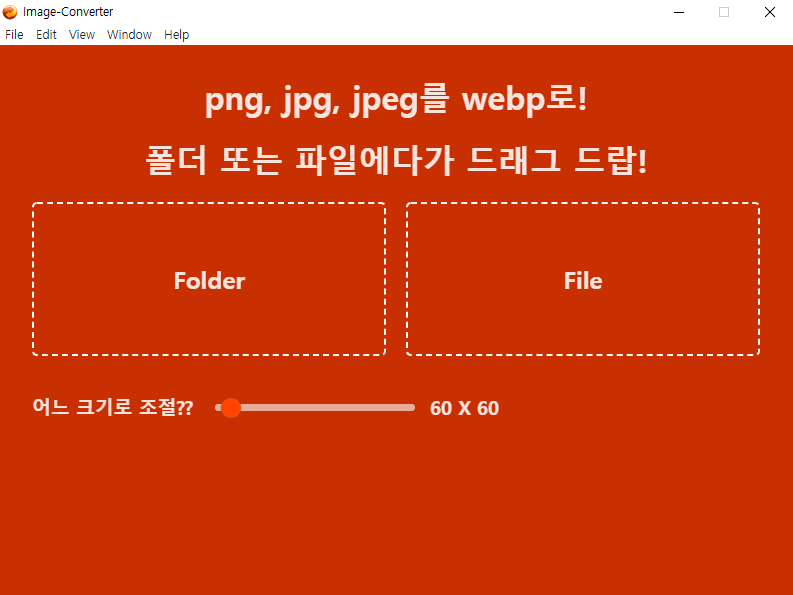 Image-Converter
File Edit View Window Help
png, jpg, jpeg를 webp로!
폴더 또는 파일에다가 드래그 드랍!
Folder File
어느 크기로 조절?? 60 X 60